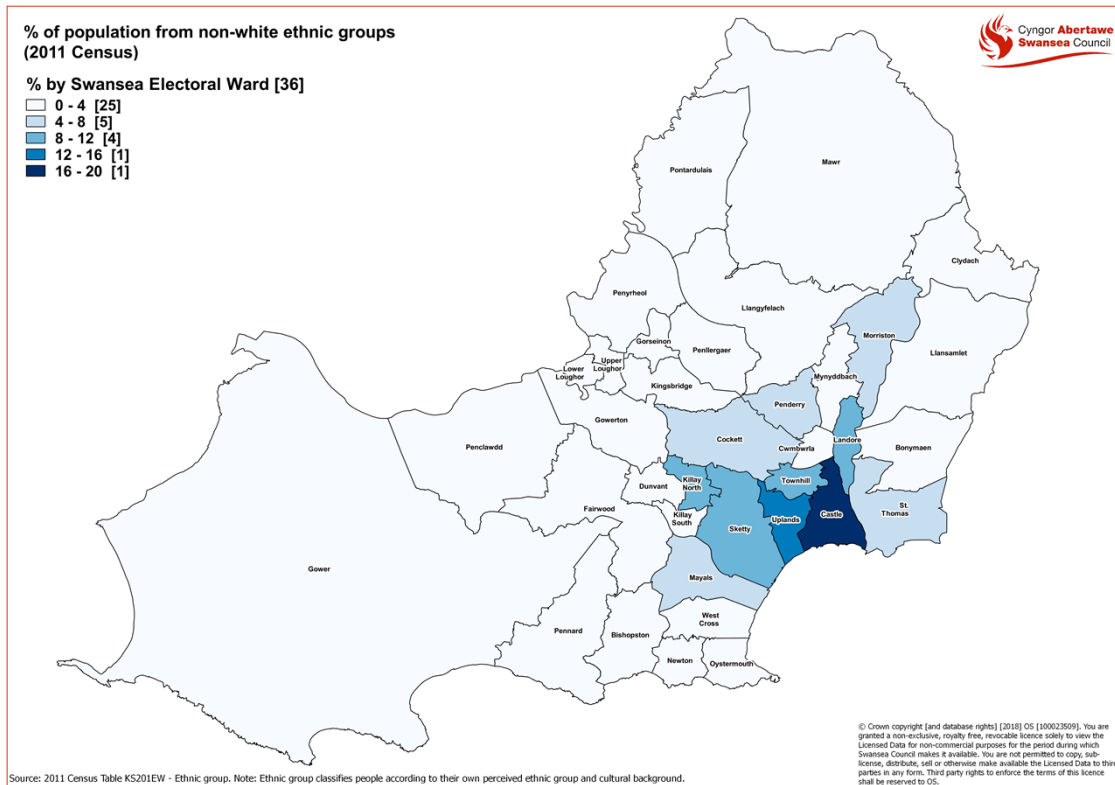 % of population from non-white ethnic groups
(2011 Census)
Cyngor Abertawe
Swansea Council
% by Swansea Electoral Ward [36]
0 - 4 [25]
4 - 8 [5]
8 - 12 [4]
12 - 16 [1]
16 - 20 [1]
Pontardulais
Mawr
Clydach
Penyrheol
Llangyfelach
Morriston
Gorseinon
Penllergaer
Llansamlet
Upper
Loughor
Lower
Loughor
Mynyddbach
Kingsbridge
Penderry
Gowerton
Cockett
Landore
Penclawdd
Cwmbwrla
Bonymaen
Killay
North
Townhill
Dunvant
Fairwood
St.
Thomas
Killay
South
Uplands
Castle
Sketty
Gower
Mayals
West
Cross
Pennard
Bishopston
Newton
Oystermouth
© Crown copyright [and database rights] [2018] OS [100023509]. You are
granted a non-exclusive, royalty free, revocable licence solely to view the
Licensed Data for non-commercial purposes for the period during which
Swansea Council makes it available. You are not permitted to copy, sub-
license, distribute, sell or otherwise make available the Licensed Data to third
parties in any form. Third party rights to enforce the terms of this licence
shall be reserved to OS.
Source: 2011 Census Table KS201EW - Ethnic group. Note: Ethnic group classifies people according to their own perceived ethnic group and cultural background.